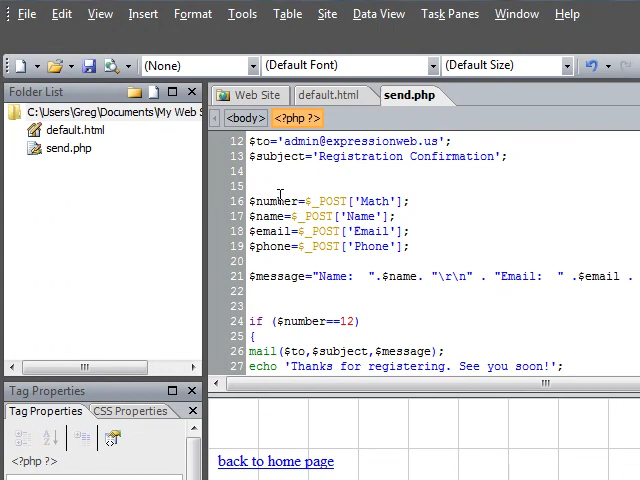 File Edit View Insert Format Tools Table Site Data View Task Panes Window Help
(None) (Default Font) (Default Size)
Folder List
Web Site default.html send.php
C:\Users\Greg\Documents\My Web S
default.html
send.php
<body> <?php ?>
12 $to='admin@expressionweb.us';
13 $subject='Registration Confirmation';
14
15
16 $number=$_POST['Math'];
17 $name=$_POST['Name'];
18 $email=$_POST['Email'];
19 $phone=$_POST['Phone'];
20
21 $message="Name:  ".$name. "\r\n" . "Email:  " .$email .
22
23
24 if ($number==12)
25 {
26 mail($to,$subject,$message);
27 echo 'Thanks for registering. See you soon!';
Tag Properties
Tag Properties CSS Properties
<?php ?>
back to home page